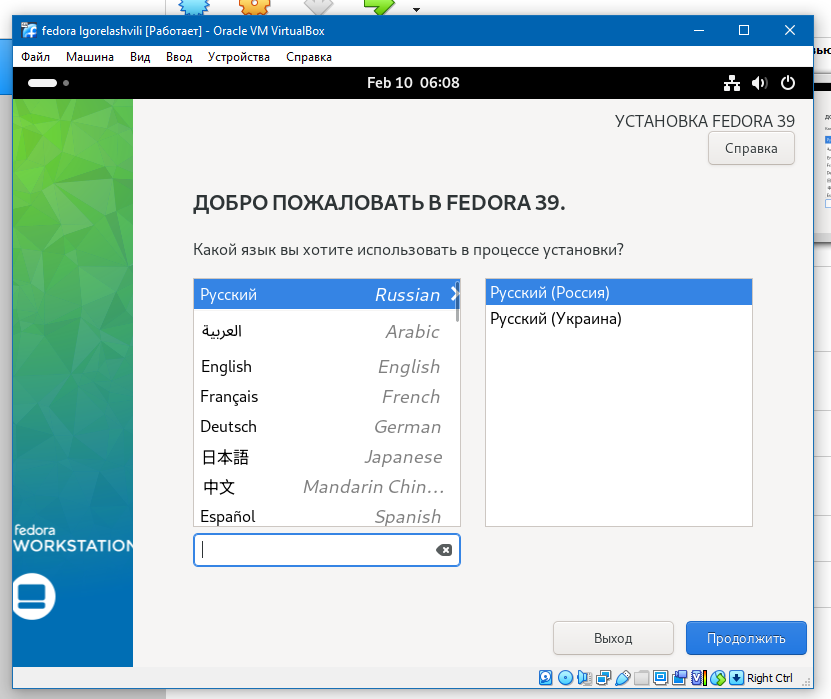 fedora lgorelashvili [Работает] - Oracle VM VirtualBox
Файл Машина Вид Ввод Устройства Справка
Feb 10 06:08
УСТАНОВКА FEDORA 39
Справка
ДОБРО ПОЖАЛОВАТЬ В FEDORA 39.
Какой язык вы хотите использовать в процессе установки?
Русский Russian
العربية Arabic
English English
Français French
Deutsch German
日本語 Japanese
中文 Mandarin Chin…
Español Spanish
Русский (Россия)
Русский (Украина)
fedora
WORKSTATION
Выход
Продолжить
Right Ctrl